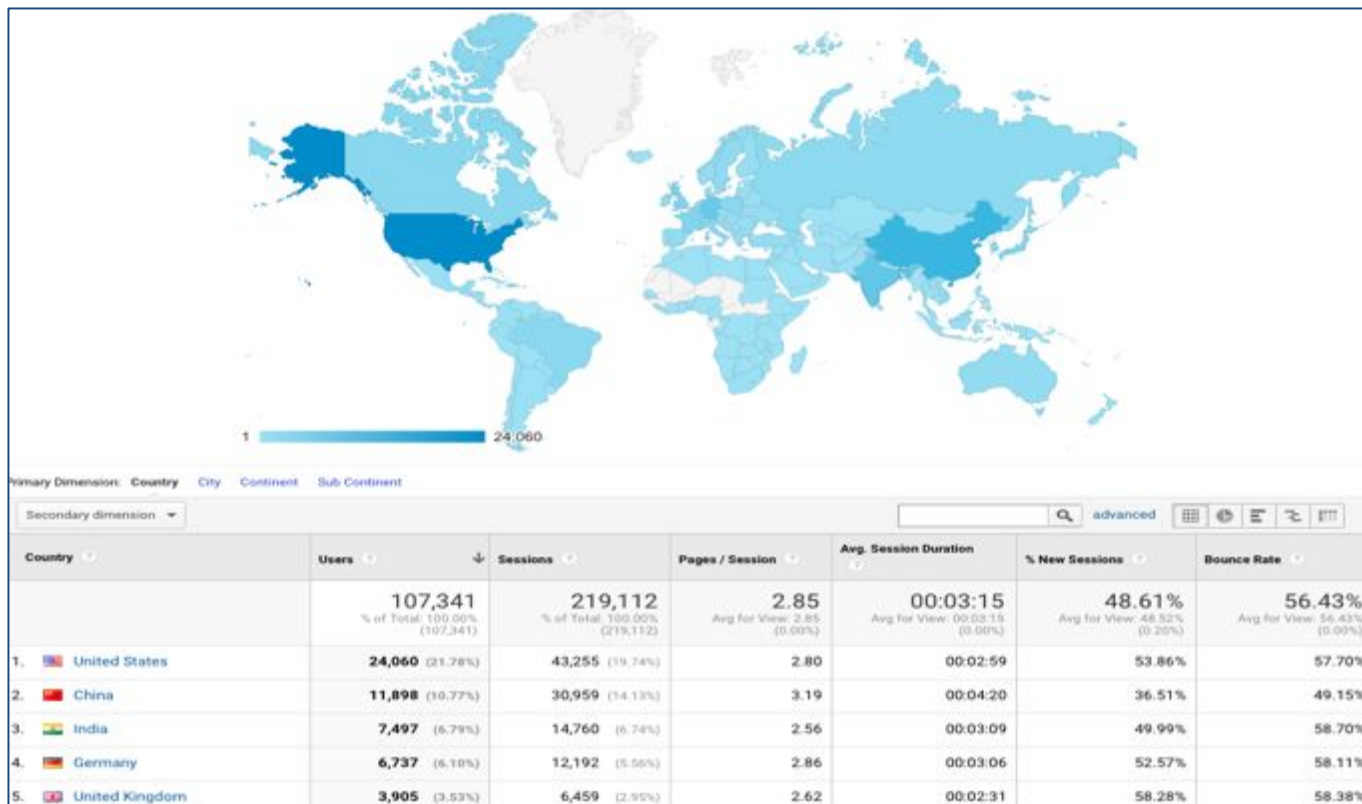 1 24,060
Primary Dimension: Country City Continent Sub Continent
Secondary dimension advanced
Country Users Sessions Pages / Session Avg. Session Duration % New Sessions Bounce Rate
107,341 219,112 2.85 00:03:15 48.61% 56.43%
% of Total: 100.00% % of Total: 100.00% Avg for View: 2.85 Avg for View: 00:03:15 Avg for View: 48.52% Avg for View: 56.43%
(107,341) (219,112) (0.00%) (0.00%) (0.20%) (0.00%)
1. United States 24,060 (21.78%) 43,255 (19.74%) 2.80 00:02:59 53.86% 57.70%
2. China 11,898 (10.77%) 30,959 (14.13%) 3.19 00:04:20 36.51% 49.15%
3. India 7,497 (6.79%) 14,760 (6.74%) 2.56 00:03:09 49.99% 58.70%
4. Germany 6,737 (6.10%) 12,192 (5.56%) 2.86 00:03:06 52.57% 58.11%
5. United Kingdom 3,905 (3.53%) 6,459 (2.95%) 2.62 00:02:31 58.28% 58.38%